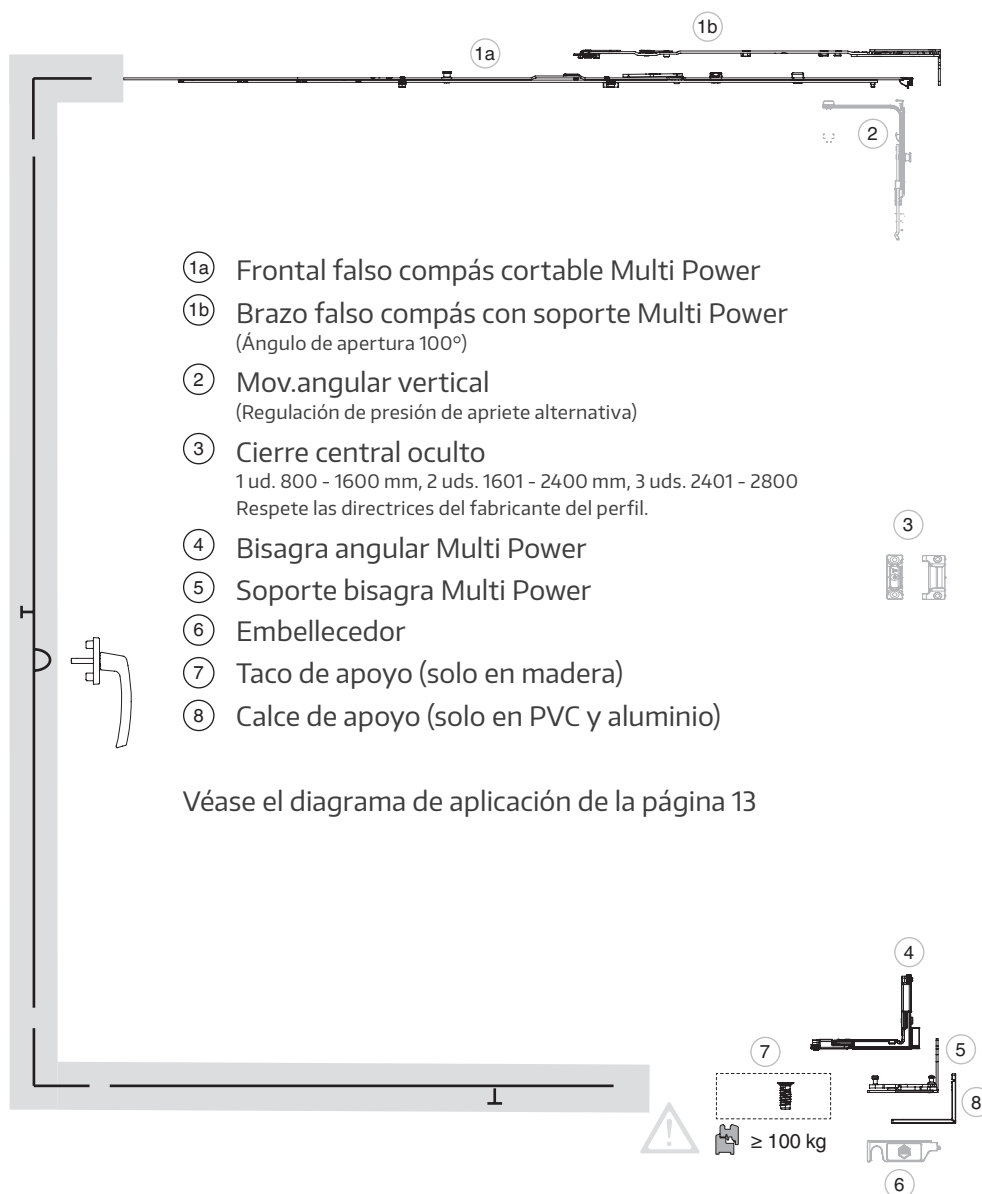 1b
1a
2
1a Frontal falso compás cortable Multi Power
1b Brazo falso compás con soporte Multi Power
(Ángulo de apertura 100°)
2 Mov.angular vertical
(Regulación de presión de apriete alternativa)
3 Cierre central oculto
1 ud. 800 - 1600 mm, 2 uds. 1601 - 2400 mm, 3 uds. 2401 - 2800
Respete las directrices del fabricante del perfil.
3
4 Bisagra angular Multi Power
5 Soporte bisagra Multi Power
6 Embellecedor
7 Taco de apoyo (solo en madera)
8 Calce de apoyo (solo en PVC y aluminio)
Véase el diagrama de aplicación de la página 13
4
7
5
8
≥ 100 kg
6